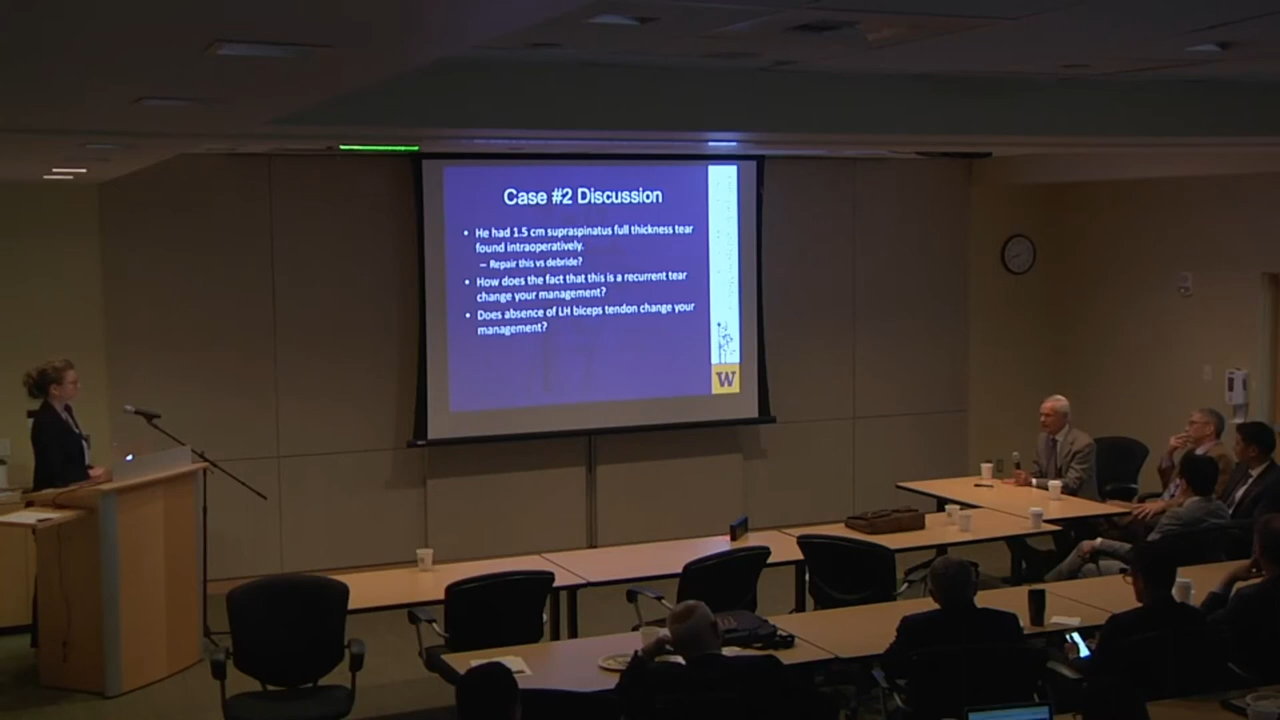 Case #2 Discussion
• He had 1.5 cm supraspinatus full thickness tear
found intraoperatively.
– Repair this vs debride?
• How does the fact that this is a recurrent tear
change your management?
• Does absence of LH biceps tendon change your
management?
W